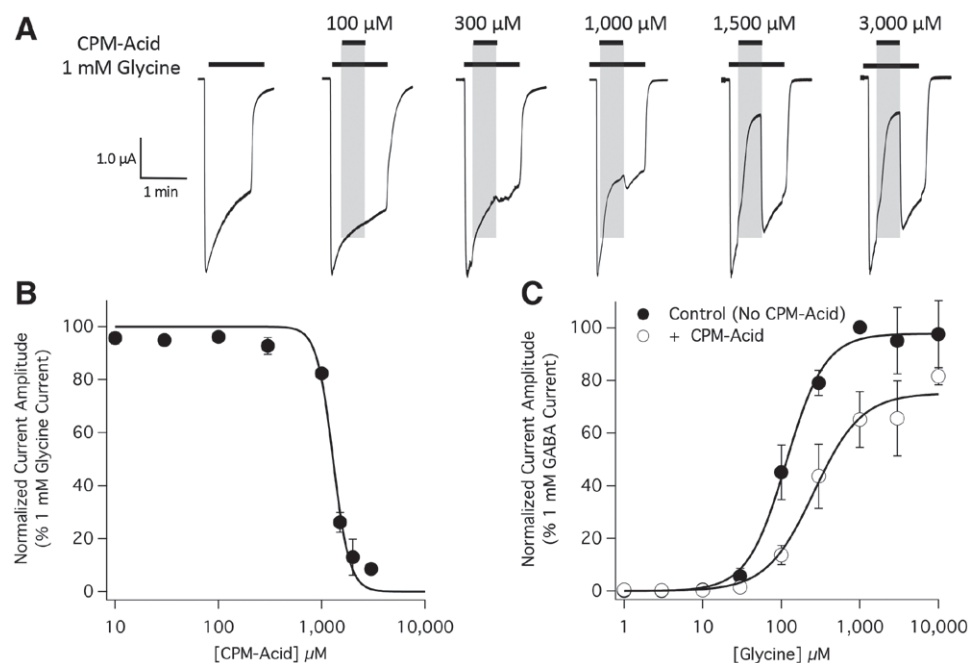 A
100 µM 300 µM 1,000 µM 1,500 µM 3,000 µM
CPM-Acid
1 mM Glycine
1.0 µA
1 min
B
Normalized Current Amplitude
(% 1 mM Glycine Current)
100
80
60
40
20
0
10 100 1,000 10,000
[CPM-Acid] µM
C
Control (No CPM-Acid)
+ CPM-Acid
Normalized Current Amplitude
(% 1 mM GABA Current)
100
80
60
40
20
0
1 10 100 1,000 10,000
[Glycine] µM